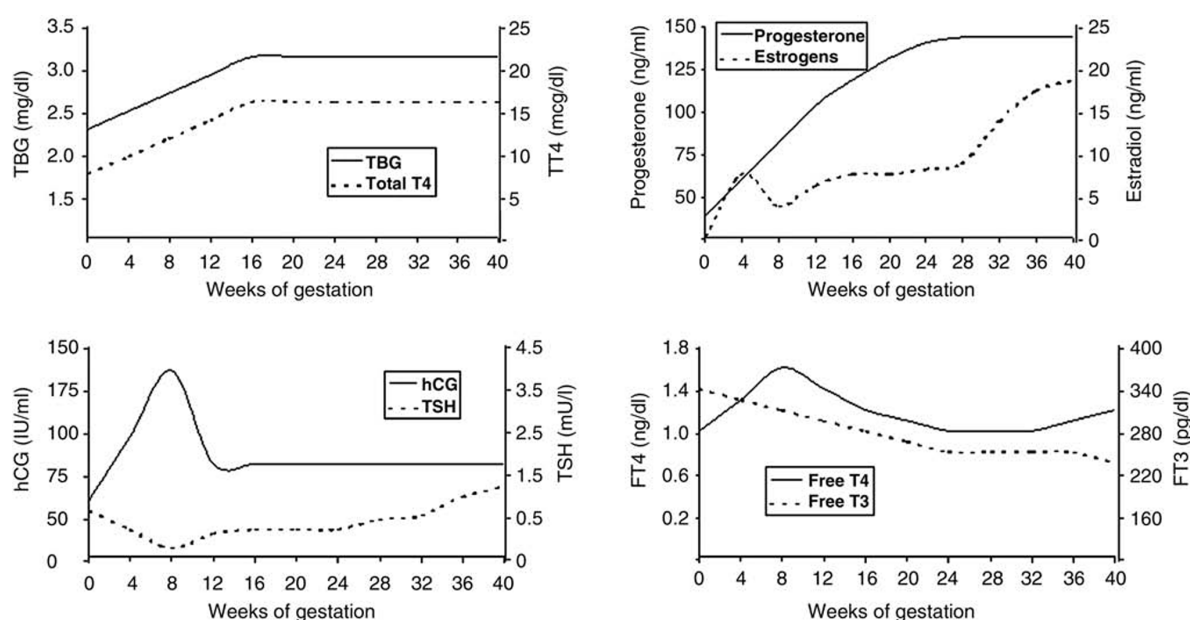 3.5
3.0
2.5
2.0
1.5
TBG (mg/dl)
25
20
15
10
5
0
TT4 (mcg/dl)
TBG
Total T4
0 4 8 12 16 20 24 28 32 36 40
Weeks of gestation
150
125
100
75
50
Progesterone (ng/ml)
25
20
15
10
5
0
Estradiol (ng/ml)
Progesterone
Estrogens
0 4 8 12 16 20 24 28 32 36 40
Weeks of gestation
150
125
100
75
50
0
hCG (IU/ml)
4.5
3.5
2.5
1.5
0.5
0
TSH (mU/l)
hCG
TSH
0 4 8 12 16 20 24 28 32 36 40
Weeks of gestation
1.8
1.4
1.0
0.6
0.2
FT4 (ng/dl)
400
340
280
220
160
100
FT3 (pg/dl)
Free T4
Free T3
0 4 8 12 16 20 24 28 32 36 40
Weeks of gestation